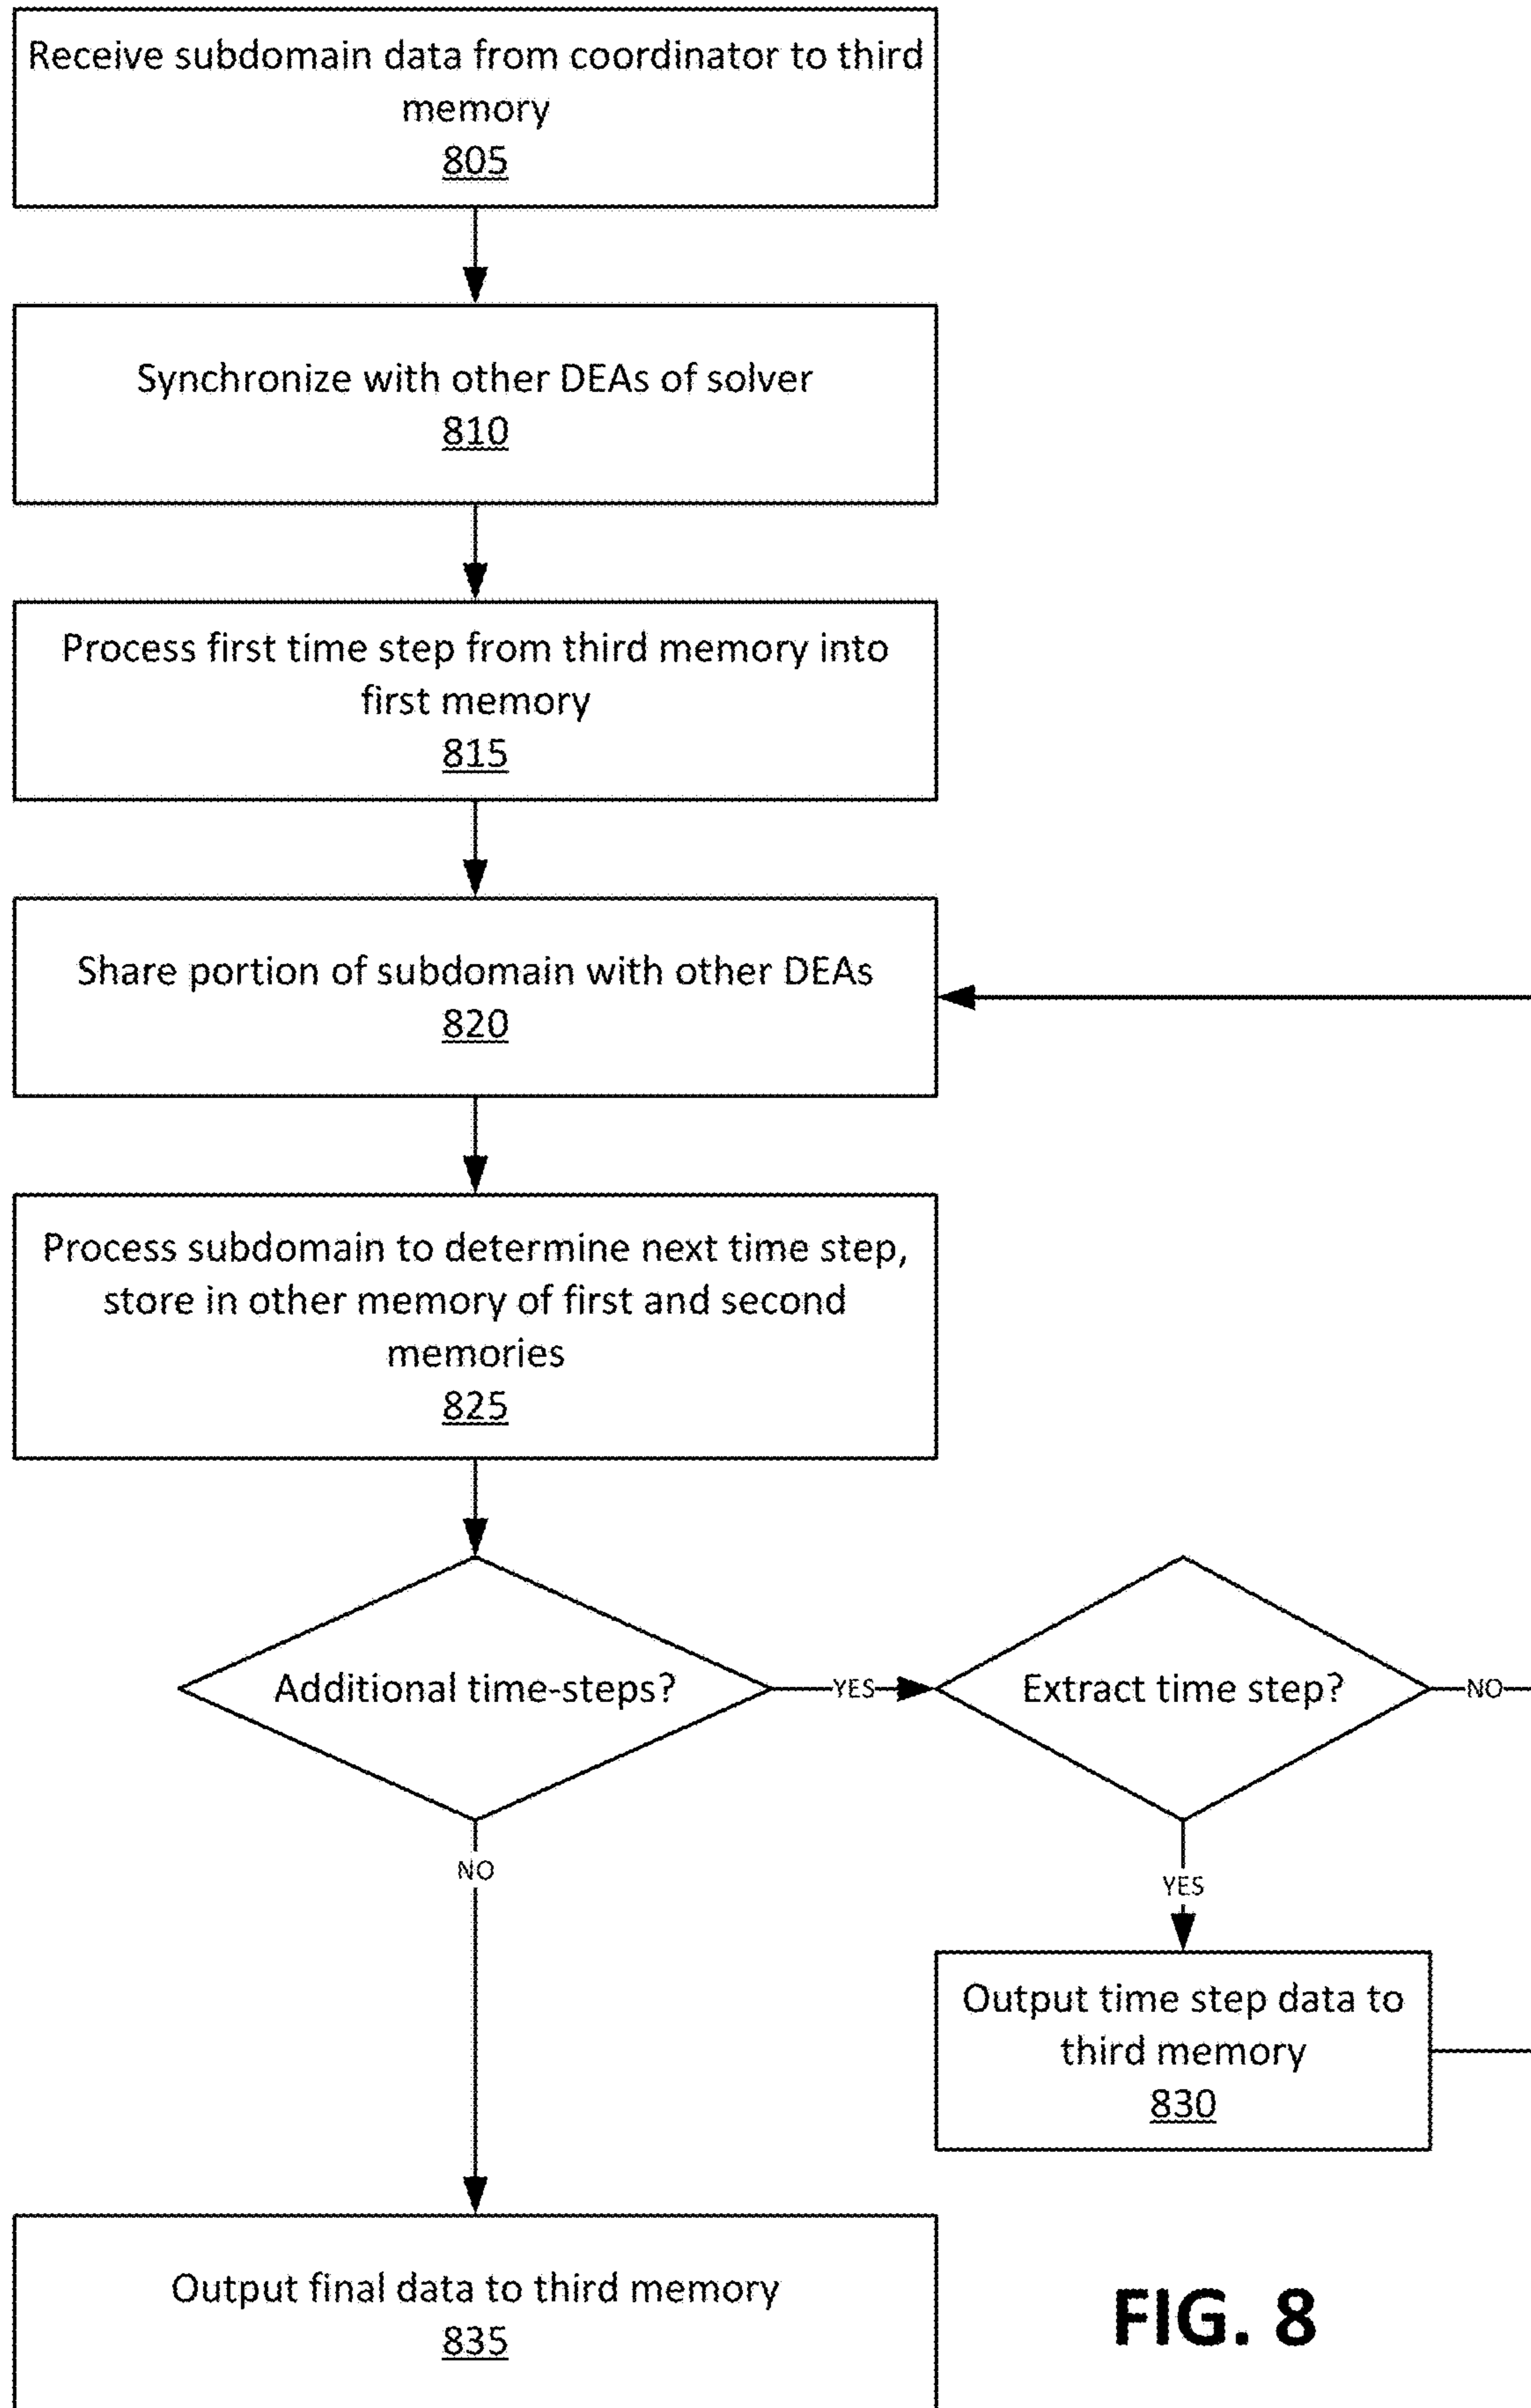 Receive subdomain data from coordinator to third
memory
805
Synchronize with other DEAs of solver
810
Process first time step from third memory into
first memory
815
Share portion of subdomain with other DEAs
820
Process subdomain to determine next time step,
store in other memory of first and second
memories
825
Additional time-steps?
YES
Extract time step?
NO
NO
YES
Output time step data to
third memory
830
Output final data to third memory
835
FIG. 8